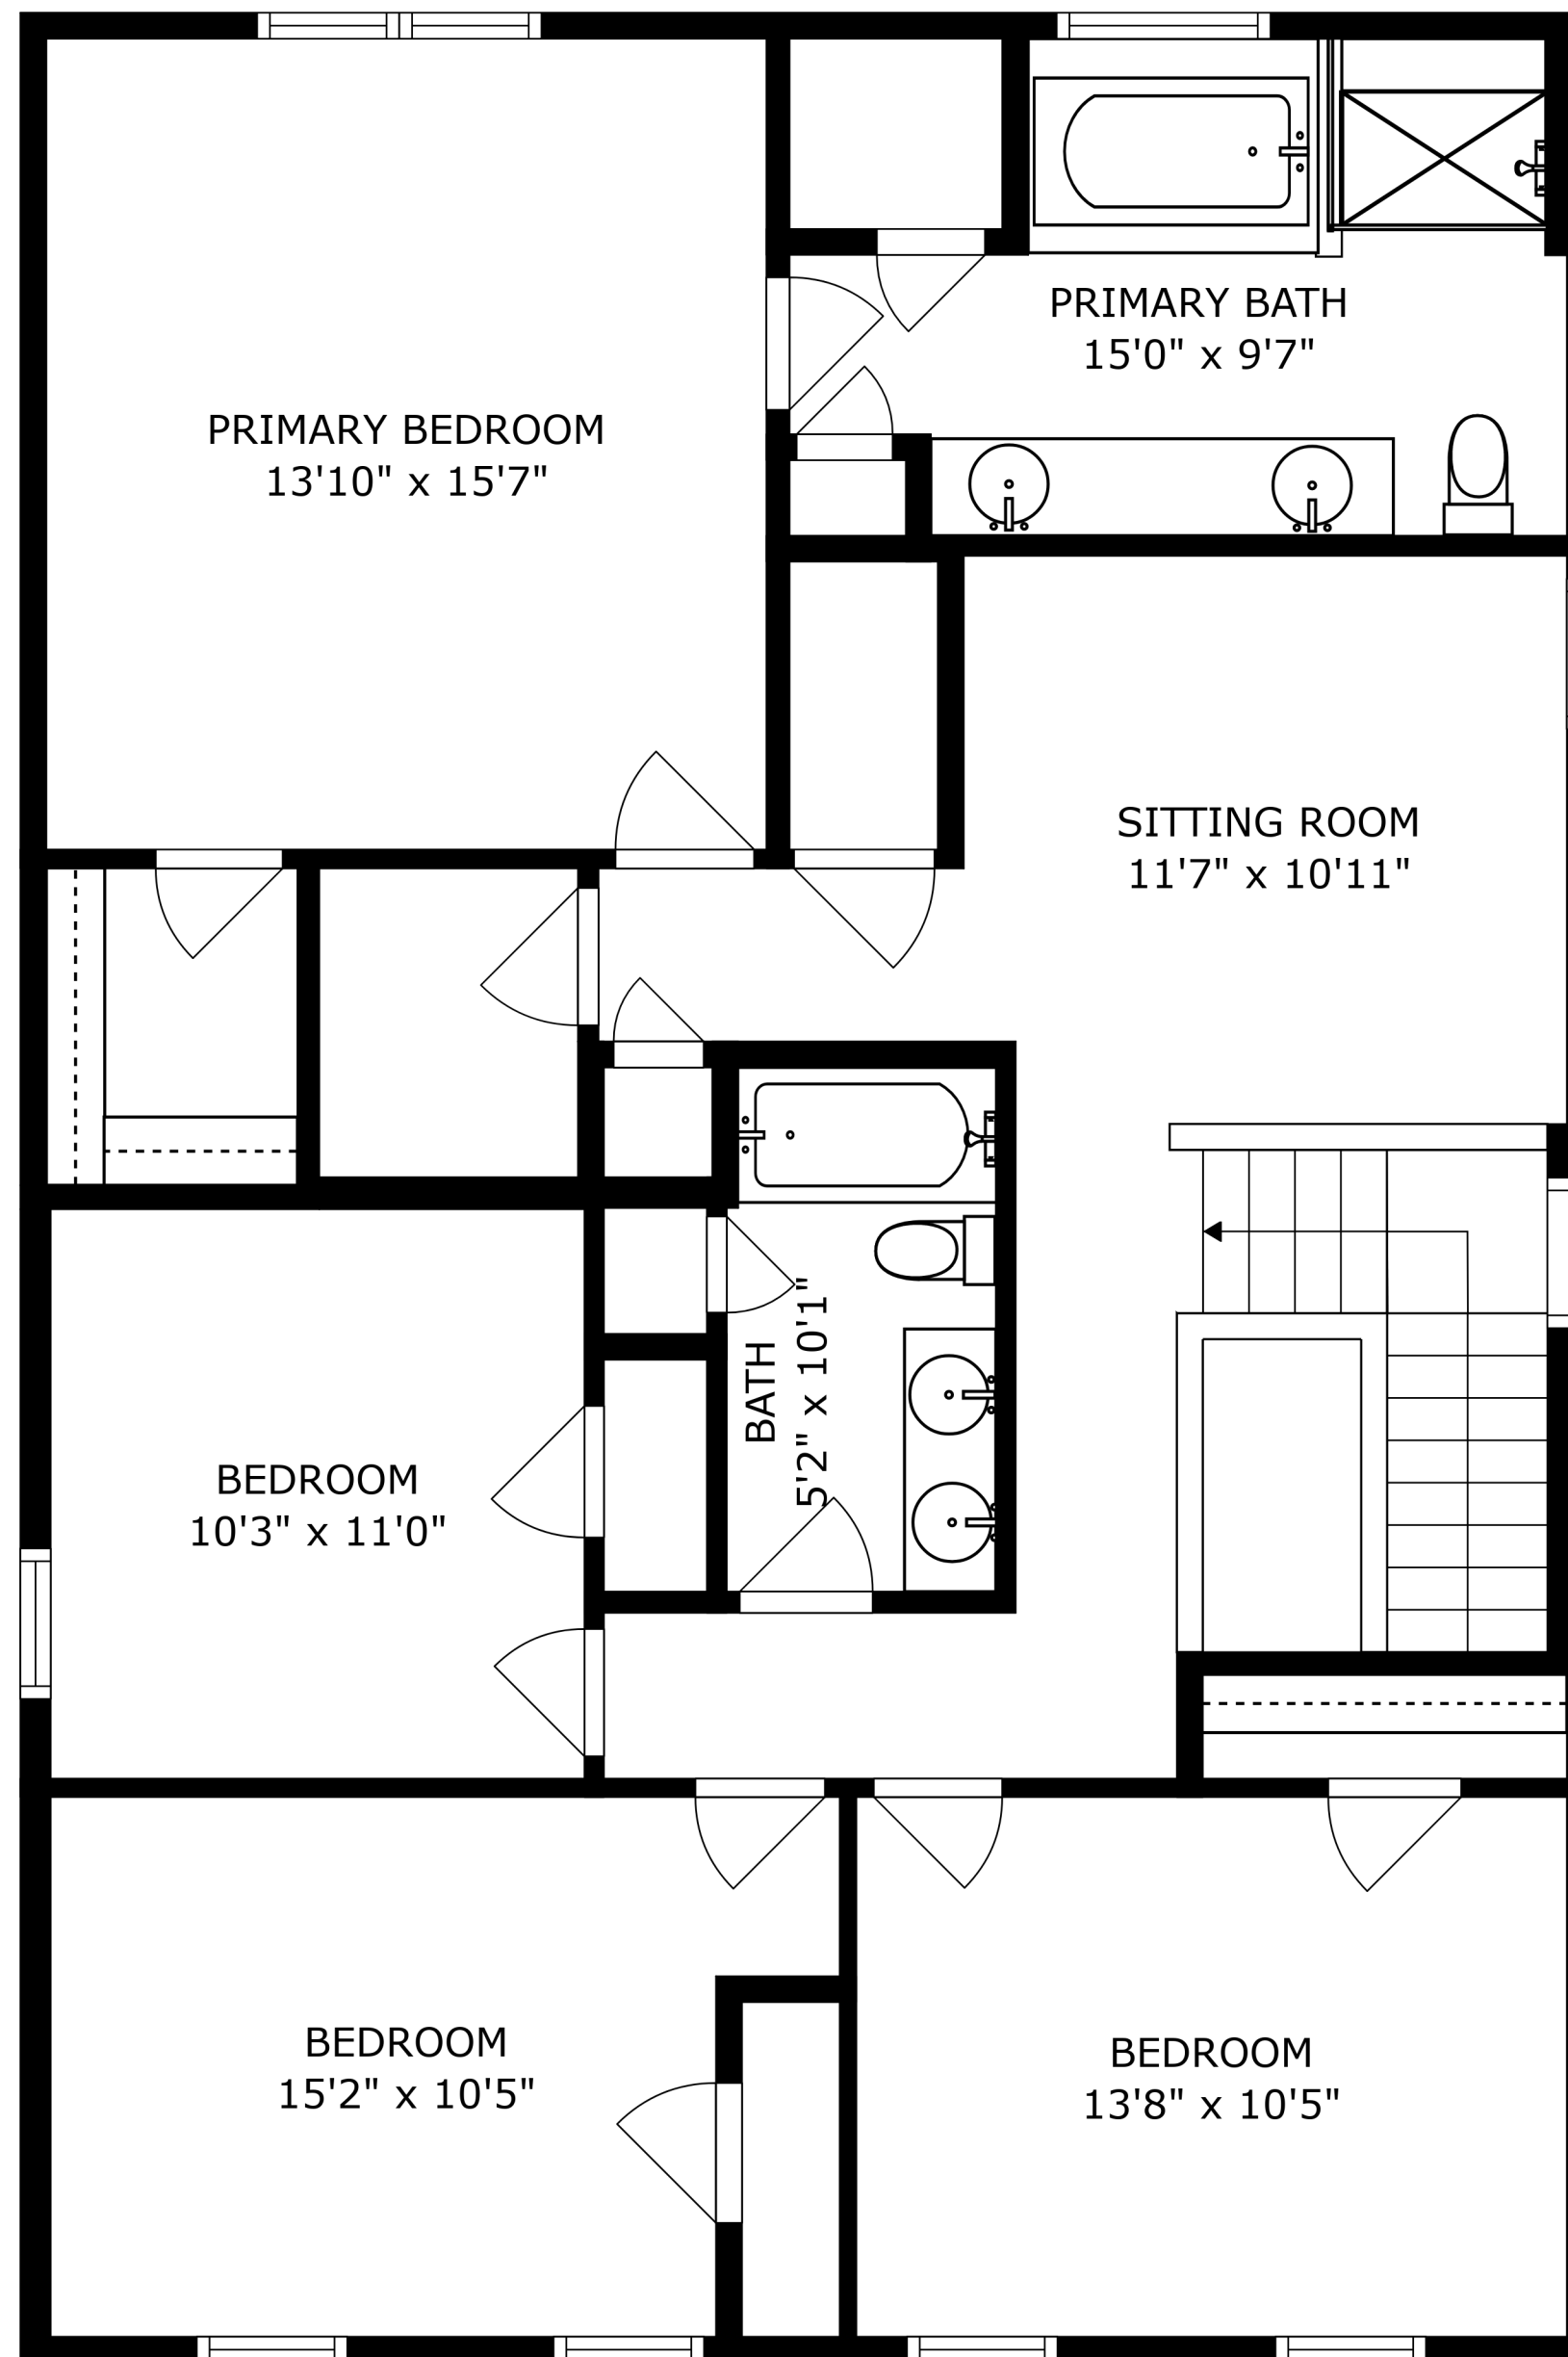 PRIMARY BATH
15'0" x 9'7"
PRIMARY BEDROOM
13'10" x 15'7"
SITTING ROOM
11'7" x 10'11"
BATH
5'2" x 10'1"
BEDROOM
10'3" x 11'0"
BEDROOM
15'2" x 10'5"
BEDROOM
13'8" x 10'5"